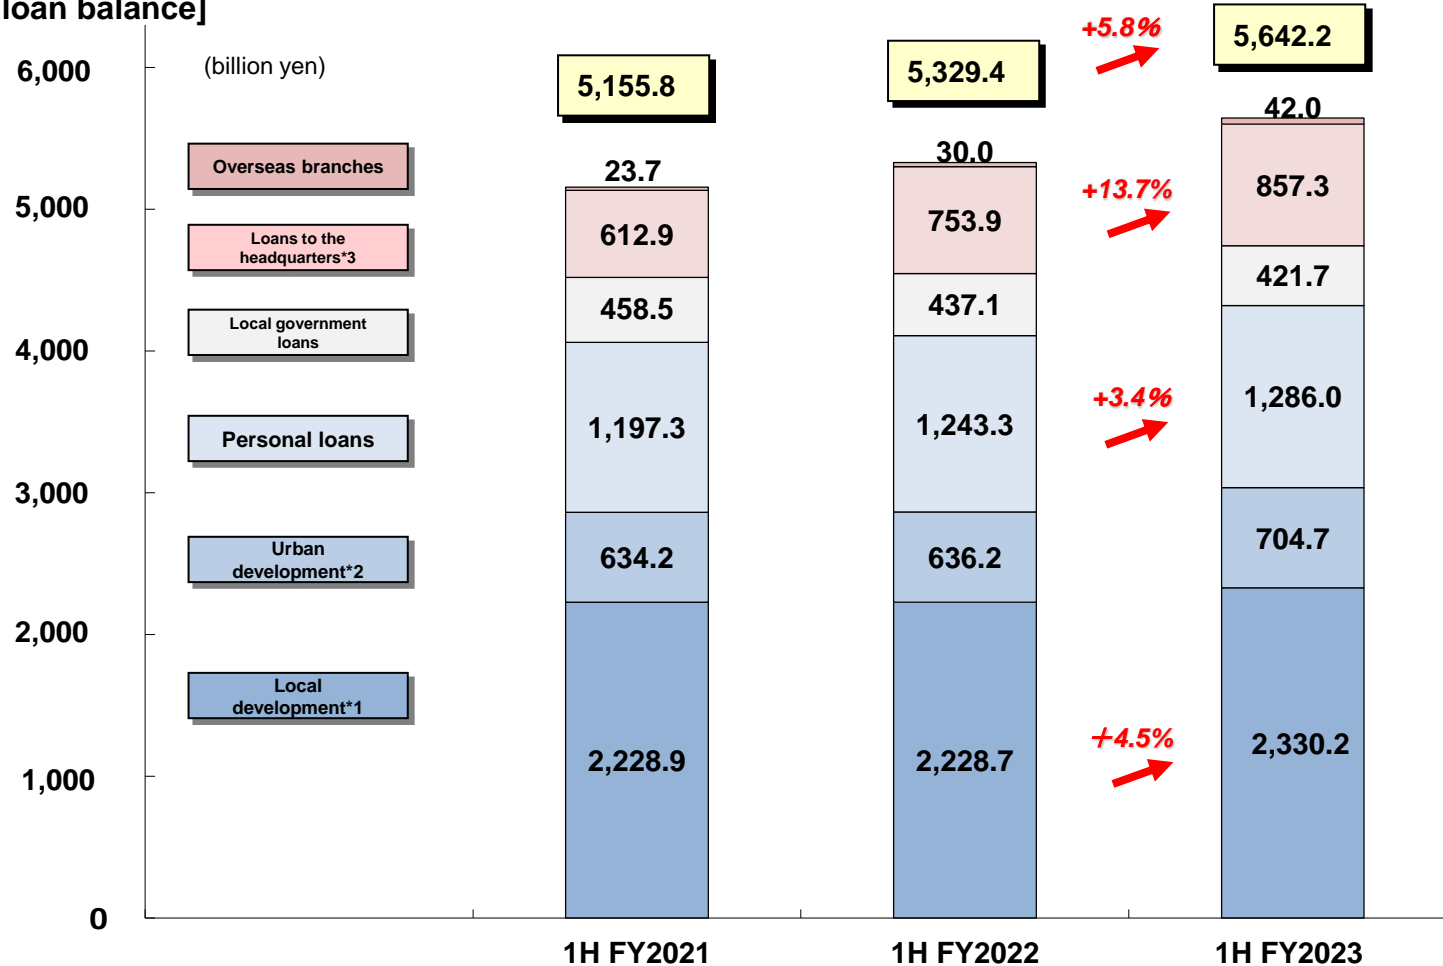 loan balance]
(billion yen)
6,000
5,000
4,000
3,000
2,000
1,000
0
Overseas branches
Loans to the
headquarters*3
Local government
loans
Personal loans
Urban
development*2
Local
development*1
5,155.8
23.7
612.9
458.5
1,197.3
634.2
2,228.9
1H FY2021
5,329.4
30.0
753.9
437.1
1,243.3
636.2
2,228.7
1H FY2022
+5.8%
+13.7%
+3.4%
+4.5%
5,642.2
42.0
857.3
421.7
1,286.0
704.7
2,330.2
1H FY2023